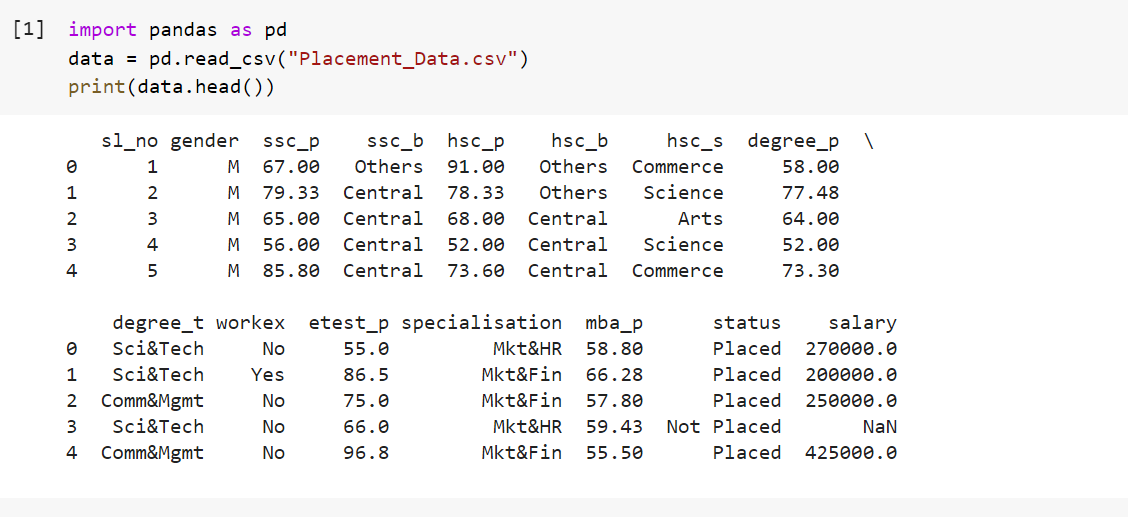 [1] import pandas as pd
data = pd.read_csv("Placement_Data.csv")
print(data.head())
sl_no gender ssc_p ssc_b hsc_p hsc_b hsc_s degree_p \
0 1 M 67.00 Others 91.00 Others Commerce 58.00
1 2 M 79.33 Central 78.33 Others Science 77.48
2 3 M 65.00 Central 68.00 Central Arts 64.00
3 4 M 56.00 Central 52.00 Central Science 52.00
4 5 M 85.80 Central 73.60 Central Commerce 73.30
degree_t workex etest_p specialisation mba_p status salary
0 Sci&Tech No 55.0 Mkt&HR 58.80 Placed 270000.0
1 Sci&Tech Yes 86.5 Mkt&Fin 66.28 Placed 200000.0
2 Comm&Mgmt No 75.0 Mkt&Fin 57.80 Placed 250000.0
3 Sci&Tech No 66.0 Mkt&HR 59.43 Not Placed NaN
4 Comm&Mgmt No 96.8 Mkt&Fin 55.50 Placed 425000.0